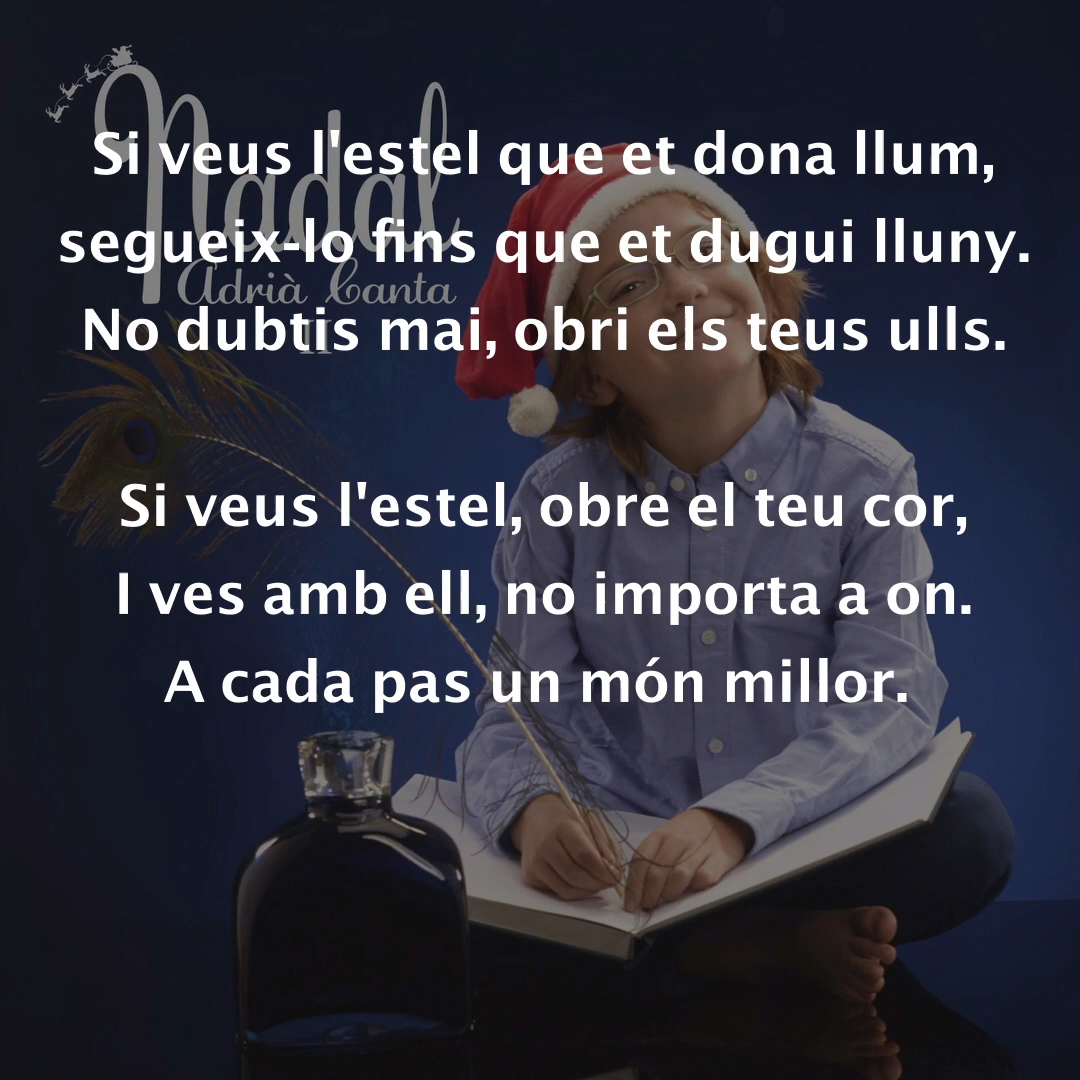 Nadal
Adrià Canta
II
Si veus l'estel que et dona llum,
segueix-lo fins que et dugui lluny.
No dubtis mai, obri els teus ulls.
Si veus l'estel, obre el teu cor,
I ves amb ell, no importa a on.
A cada pas un món millor.